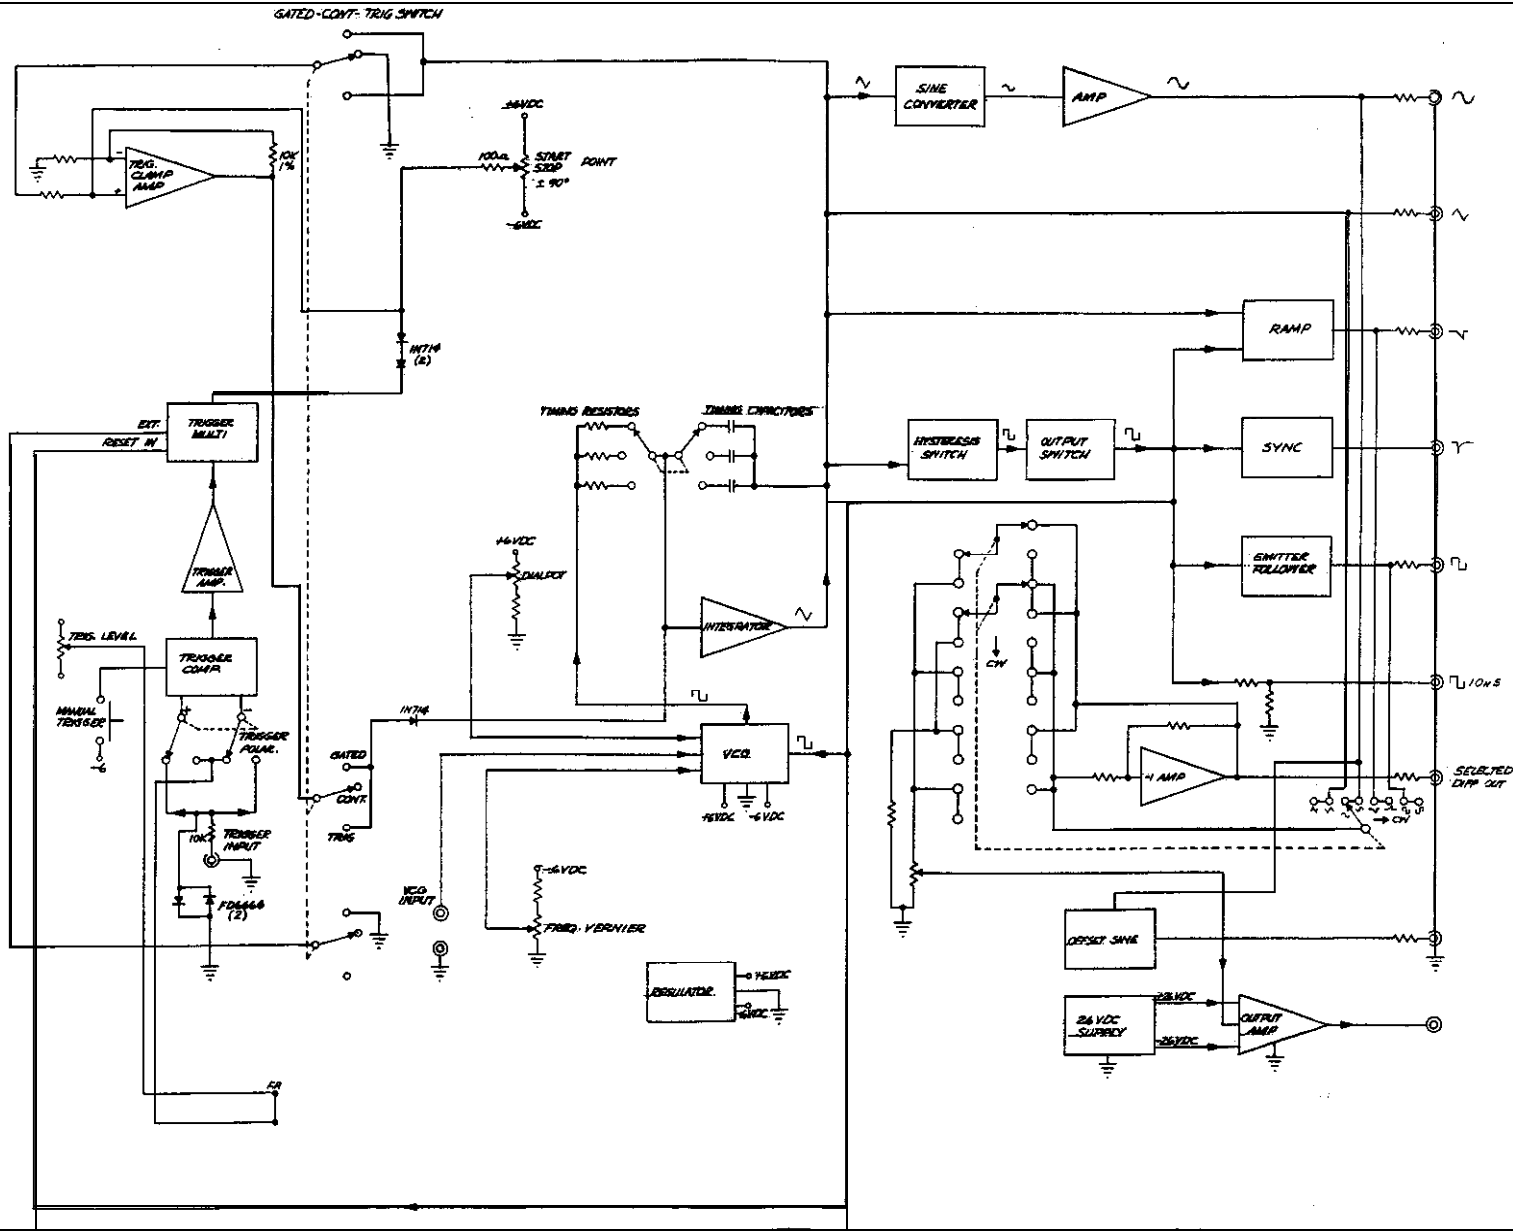 GATED-CONT-TRIG SWITCH
+6VDC
100Ω
START
STOP
± 90°
POINT
-6VDC
10K
1%
TRIG.
CLAMP
AMP
-
+
SINE
CONVERTER
AMP
RAMP
1N714
(2)
EXT.
RESET IN
TRIGGER
MULTI
TIMING RESISTORS
TIMING CAPACITORS
HYSTERESIS
SWITCH
OUTPUT
SWITCH
SYNC
EMITTER
FOLLOWER
+6VDC
DIALPOT
TRIGGER
AMP.
INTEGRATOR
CW
TRIG. LEVEL
TRIGGER
COMP.
MANUAL
TRIGGER
-6
+
-
TRIGGER
POLAR.
1N714
GATED
CONT.
TRIG
VCG
+6VDC
-6VDC
10K
TRIGGER
INPUT
FD6666
(2)
VCG
INPUT
-6VDC
FREQ. VERNIER
-1 AMP
10NS
SELECTED
DIFF OUT
CW
OFFSET SINE
REGULATOR
+6VDC
-6VDC
26 VDC
SUPPLY
+26VDC
-26VDC
OUTPUT
AMP